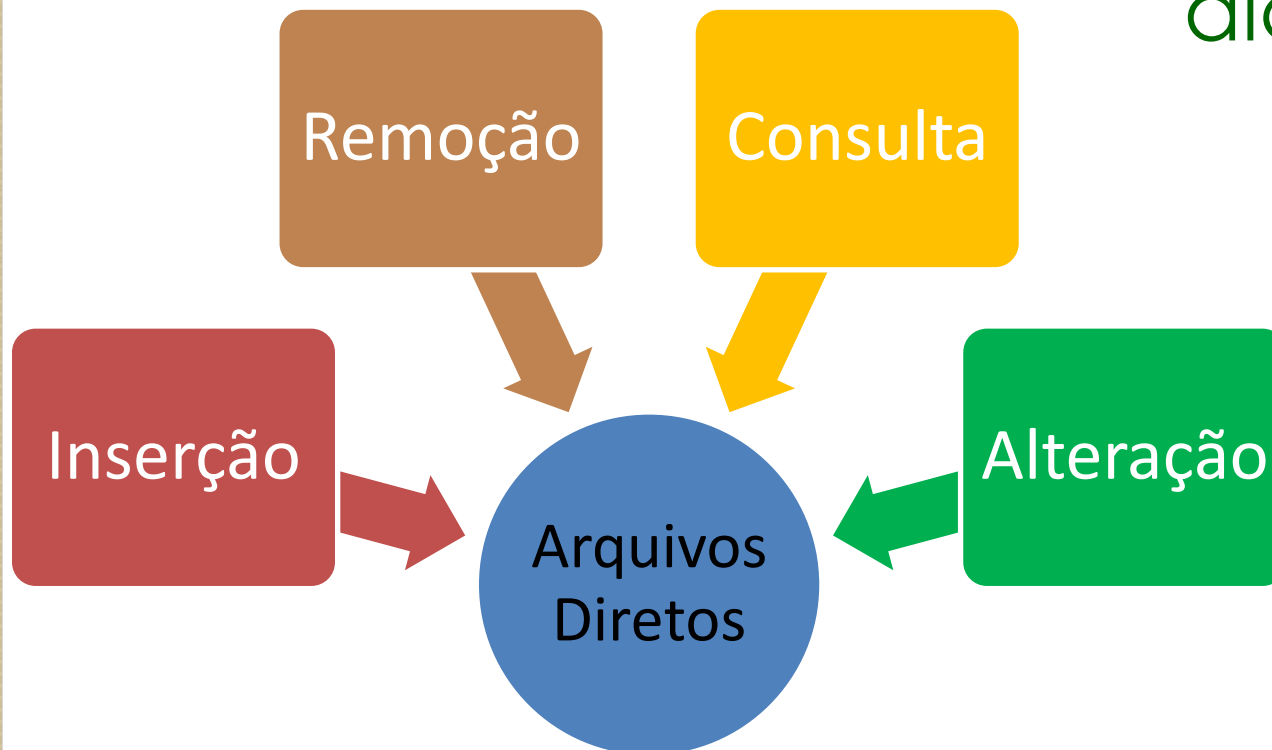 Remoção
Consulta
Inserção
Alteração
Arquivos
Diretos